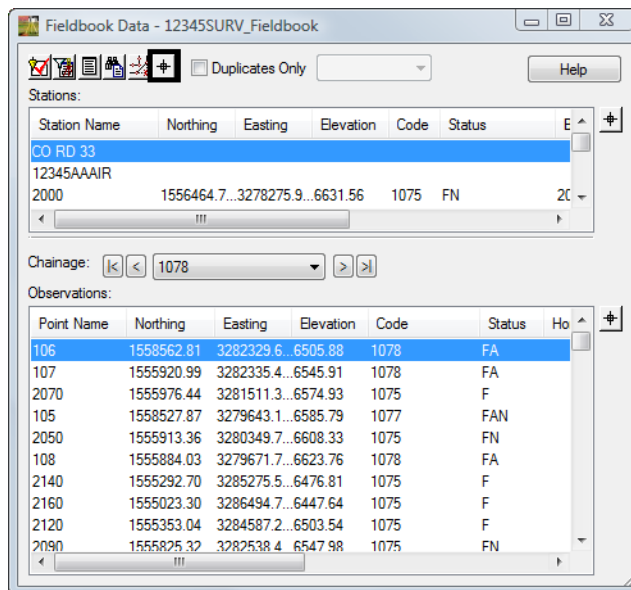 Fieldbook Data - 12345SURV_Fieldbook
Duplicates Only
Help
Stations:
Station Name Northing Easting Elevation Code Status E
CO RD 33
12345AAAIR
2000 1556464.7...3278275.9...6631.56 1075 FN 20
Chainage: |< < 1078 > >|
Observations:
Point Name Northing Easting Elevation Code Status Ho
106 1558562.81 3282329.6...6505.88 1078 FA
107 1555920.99 3282335.4...6545.91 1078 FA
2070 1555976.44 3281511.3...6574.93 1075 F
105 1558527.87 3279643.1...6585.79 1077 FAN
2050 1555913.36 3280349.7...6608.33 1075 FN
108 1555884.03 3279671.7...6623.76 1078 FA
2140 1555292.70 3285275.5...6476.81 1075 F
2160 1555023.30 3286494.7...6447.64 1075 F
2120 1555353.04 3284587.2...6503.54 1075 F
2090 1555825.32 3282538.4 6547.98 1075 FN